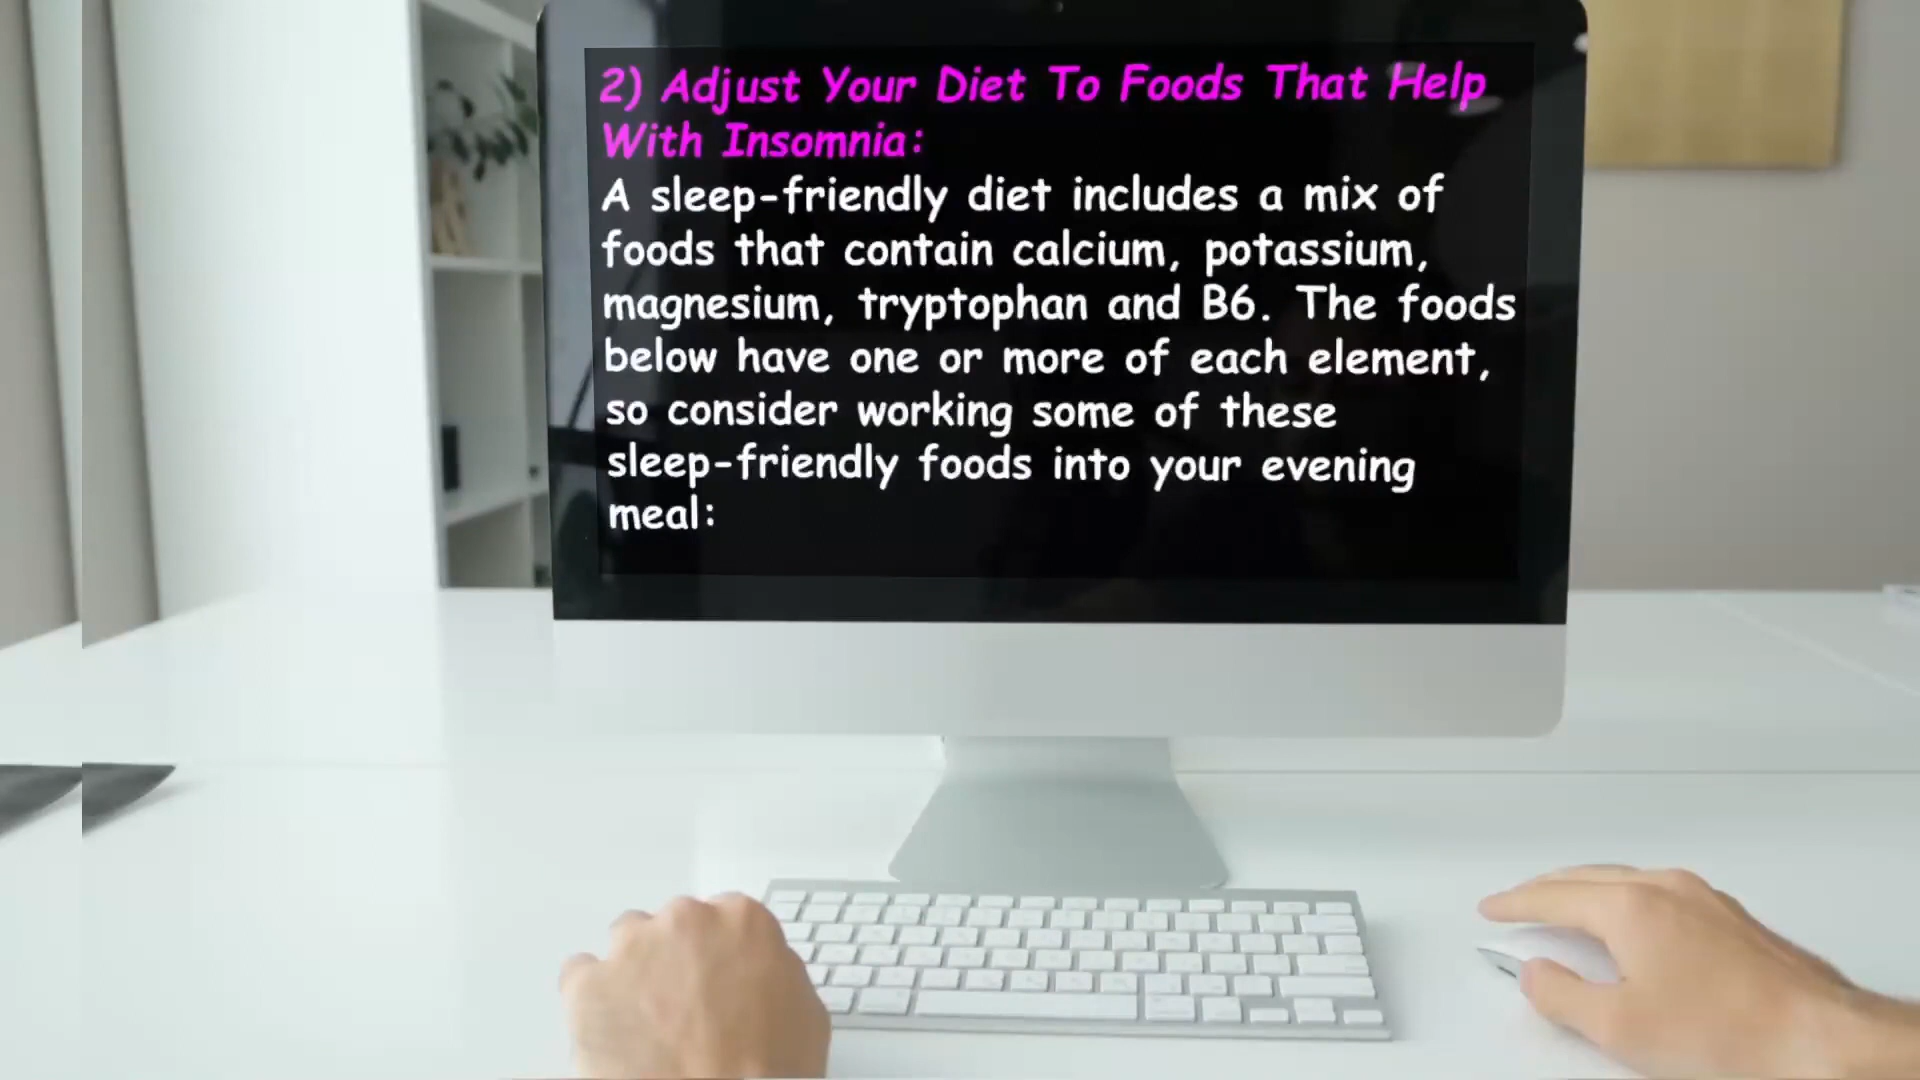 2) Adjust Your Diet To Foods That Help
With Insomnia:
A sleep-friendly diet includes a mix of
foods that contain calcium, potassium,
magnesium, tryptophan and B6. The foods
below have one or more of each element,
so consider working some of these
sleep-friendly foods into your evening
meal: